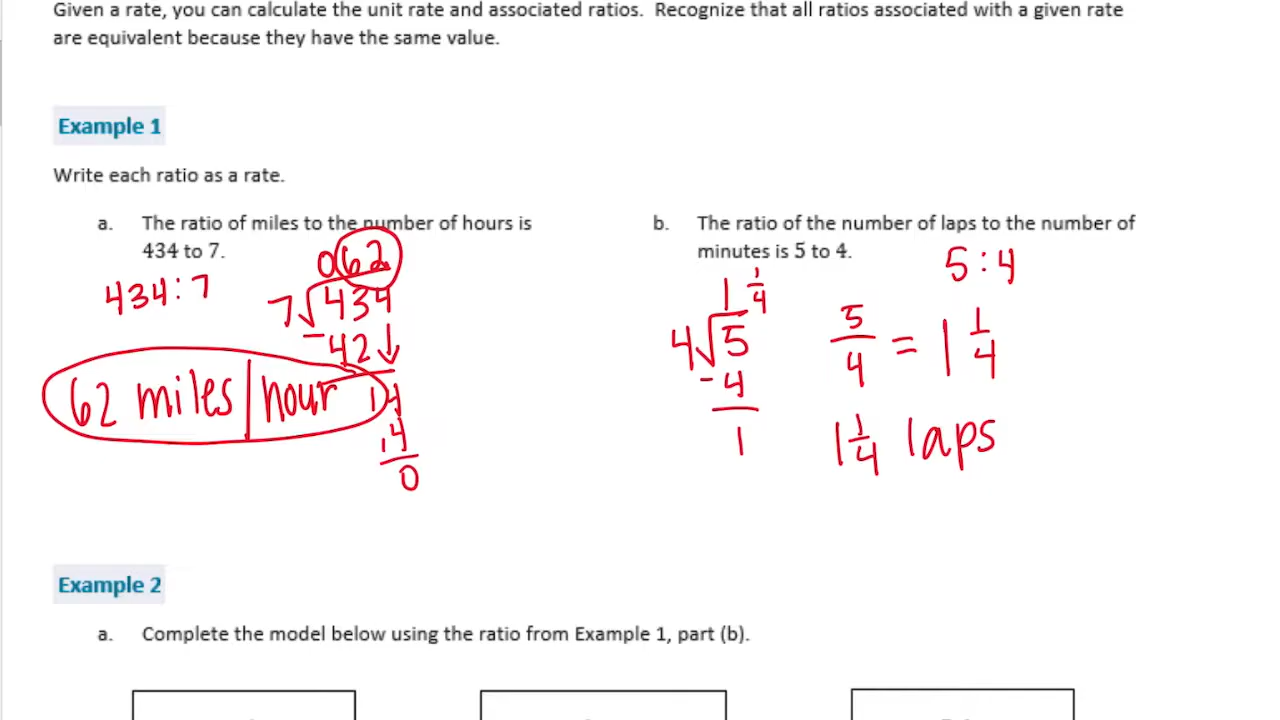 Given a rate, you can calculate the unit rate and associated ratios. Recognize that all ratios associated with a given rate
are equivalent because they have the same value.
Example 1
Write each ratio as a rate.
a. The ratio of miles to the number of hours is
434 to 7.
434:7
062
7√434
-42↓
14
14
0
62 miles|hour
b. The ratio of the number of laps to the number of
minutes is 5 to 4.
5:4
1 1/4
4√5
-4
1
5/4 = 1 1/4
1 1/4 laps
Example 2
a. Complete the model below using the ratio from Example 1, part (b).